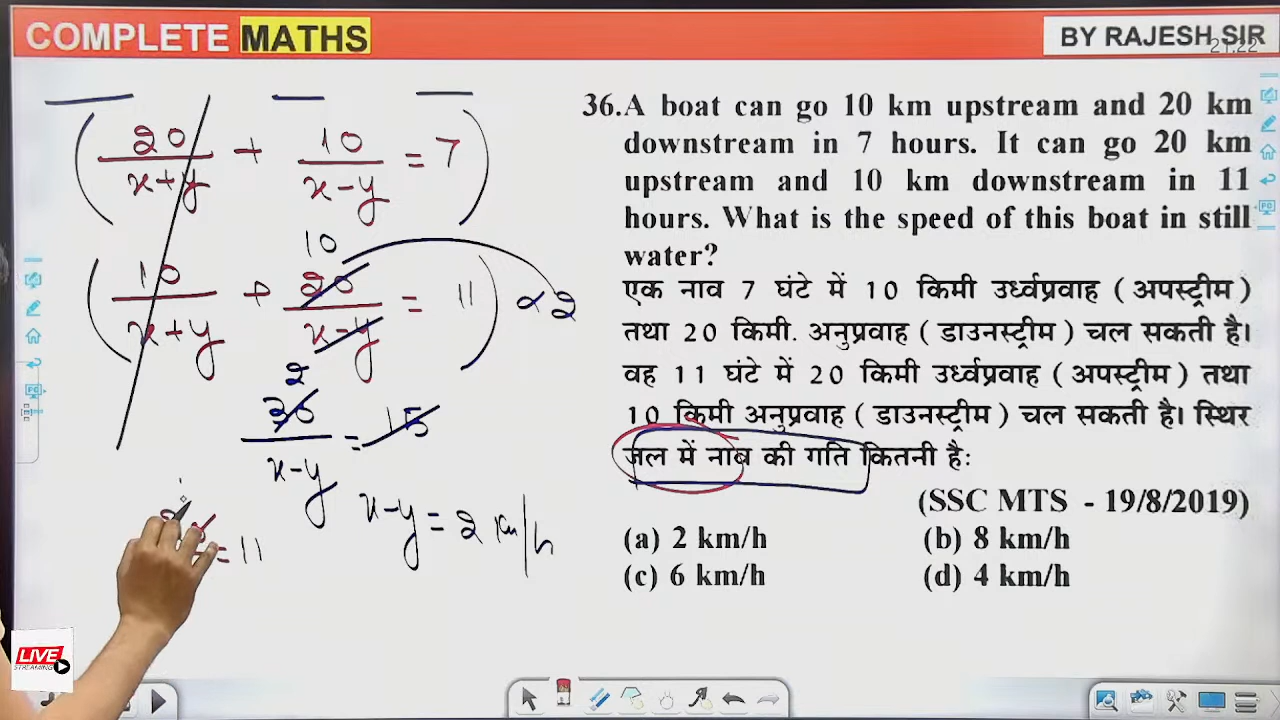 COMPLETE MATHS
BY RAJESH SIR
20/(x+y) + 10/(x-y) = 7
10
10/(x+y) + 20/(x-y) = 11
2
2
30/(x-y) = 15
x-y = 2 km/h
= 11
36. A boat can go 10 km upstream and 20 km
downstream in 7 hours. It can go 20 km
upstream and 10 km downstream in 11
hours. What is the speed of this boat in still
water?
एक नाव 7 घंटे में 10 किमी उर्ध्वप्रवाह ( अपस्ट्रीम )
तथा 20 किमी. अनुप्रवाह ( डाउनस्ट्रीम ) चल सकती है।
वह 11 घंटे में 20 किमी उर्ध्वप्रवाह ( अपस्ट्रीम ) तथा
10 किमी अनुप्रवाह ( डाउनस्ट्रीम ) चल सकती है। स्थिर
जल में नाब की गति कितनी है:
(SSC MTS - 19/8/2019)
(a) 2 km/h
(b) 8 km/h
(c) 6 km/h
(d) 4 km/h
LIVE
STREAMING